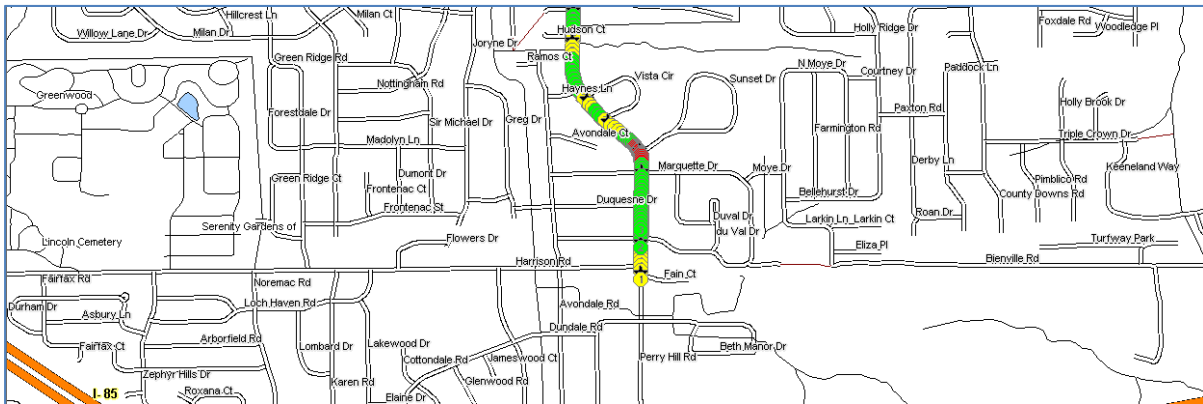 Hillcrest Ln
Milan Ct
Willow Lane Dr
Milan Dr
Hudson Ct
Holly Ridge Dr
Foxdale Rd
Woodledge Pl
Joryne Dr
Ramos Ct
Green Ridge Rd
N Moye Dr
Courtney Dr
Paddock Ln
Nottingham Rd
Vista Cir
Sunset Dr
Haynes Ln
Greenwood
Holly Brook Dr
Forestdale Dr
Paxton Rd
Sir Michael Dr
Greg Dr
Avondale Ct
Farmington Rd
Triple Crown Dr
Madolyn Ln
Derby Ln
Marquette Dr
Moye Dr
Keeneland Way
Dumont Dr
Green Ridge Ct
Frontenac Ct
Pimblico Rd
Bellehurst Dr
County Downs Rd
Duquesne Dr
Frontenac St
Duval Dr
Roan Dr
Larkin Ln
Larkin Ct
Serenity Gardens of
du Val Dr
Lincoln Cemetery
Flowers Dr
Eliza Pl
Turfway Park
Harrison Rd
Bienville Rd
Fairfax Rd
Fain Ct
1
Noremac Rd
Loch Haven Rd
Durham Dr
Avondale Rd
Asbury Ln
Dundale Rd
Fairfax Ct
Arborfield Rd
Lombard Dr
Lakewood Dr
Beth Manor Dr
Cottondale Rd
Jameswood Ct
Perry Hill Rd
Zephyr Hills Dr
Karen Rd
Glenwood Rd
I- 85
Roxana Ct
Elaine Dr